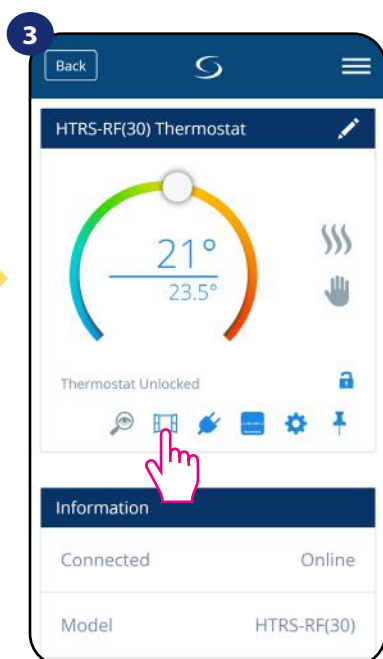 3
Back
HTRS-RF(30) Thermostat
21°
23.5°
Thermostat Unlocked
Information
Connected Online
Model HTRS-RF(30)